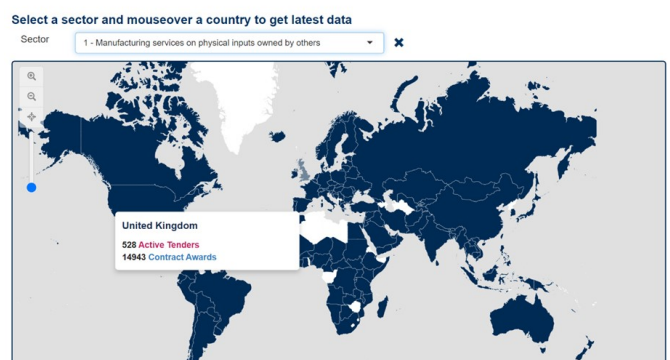 Select a sector and mouseover a country to get latest data
Sector
1 - Manufacturing services on physical inputs owned by others
United Kingdom
528 Active Tenders
14943 Contract Awards